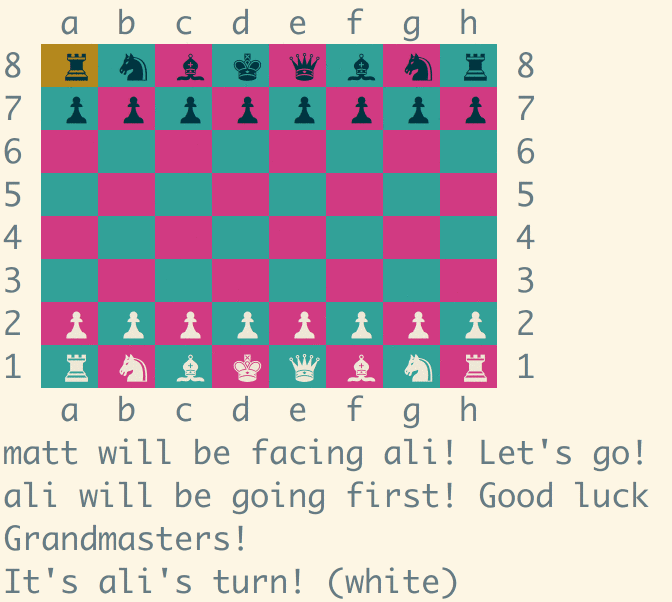 a b c d e f g h
8 8
7 7
6 6
5 5
4 4
3 3
2 2
1 1
a b c d e f g h
matt will be facing ali! Let's go!
ali will be going first! Good luck
Grandmasters!
It's ali's turn! (white)